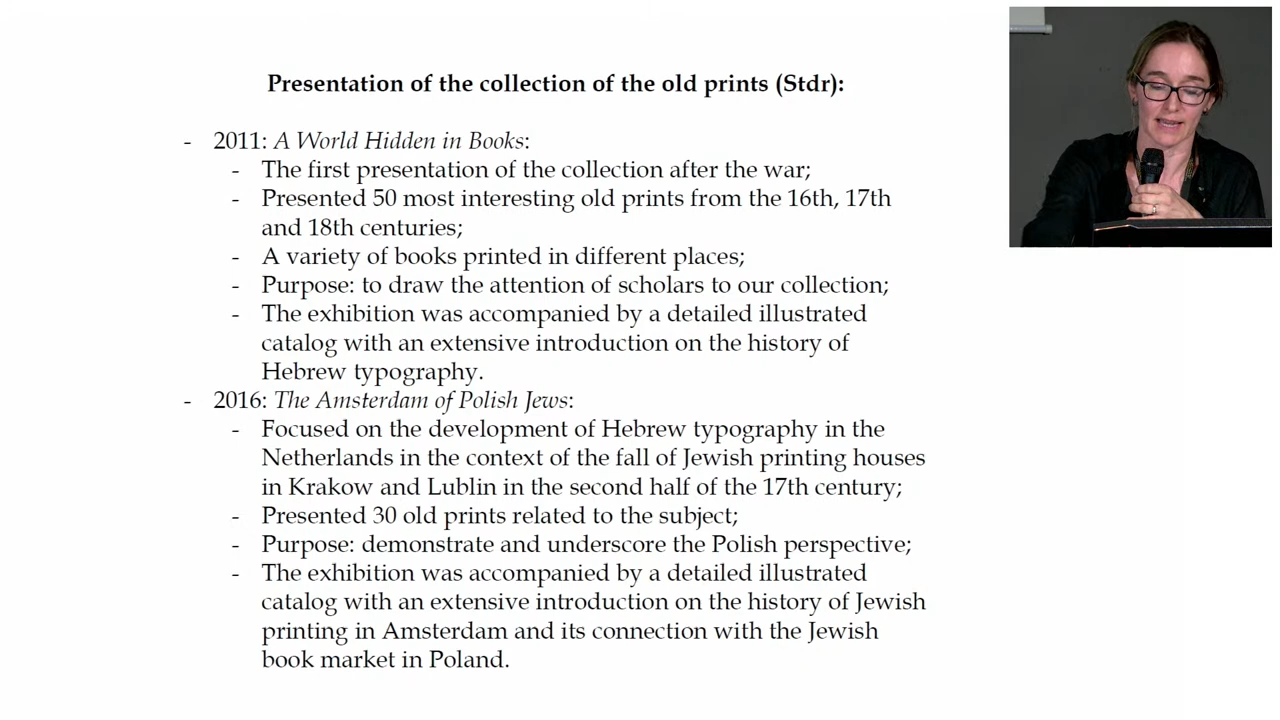 Presentation of the collection of the old prints (Stdr):
- 2011: A World Hidden in Books:
- The first presentation of the collection after the war;
- Presented 50 most interesting old prints from the 16th, 17th
and 18th centuries;
- A variety of books printed in different places;
- Purpose: to draw the attention of scholars to our collection;
- The exhibition was accompanied by a detailed illustrated
catalog with an extensive introduction on the history of
Hebrew typography.
- 2016: The Amsterdam of Polish Jews:
- Focused on the development of Hebrew typography in the
Netherlands in the context of the fall of Jewish printing houses
in Krakow and Lublin in the second half of the 17th century;
- Presented 30 old prints related to the subject;
- Purpose: demonstrate and underscore the Polish perspective;
- The exhibition was accompanied by a detailed illustrated
catalog with an extensive introduction on the history of Jewish
printing in Amsterdam and its connection with the Jewish
book market in Poland.